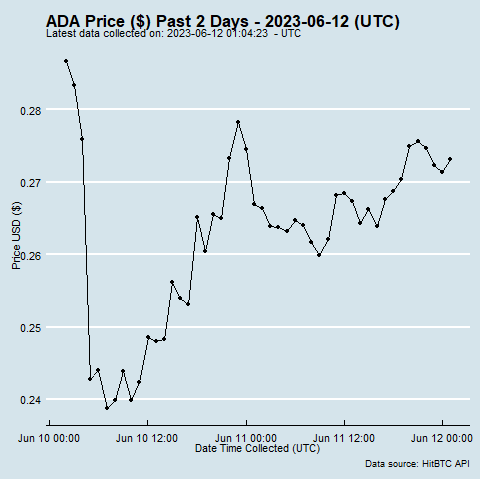 ADA Price ($) Past 2 Days - 2023-06-12 (UTC)
Latest data collected on: 2023-06-12 01:04:23 - UTC
Price USD ($)
0.28
0.27
0.26
0.25
0.24
Jun 10 00:00 Jun 10 12:00 Jun 11 00:00 Jun 11 12:00 Jun 12 00:00
Date Time Collected (UTC)
Data source: HitBTC API